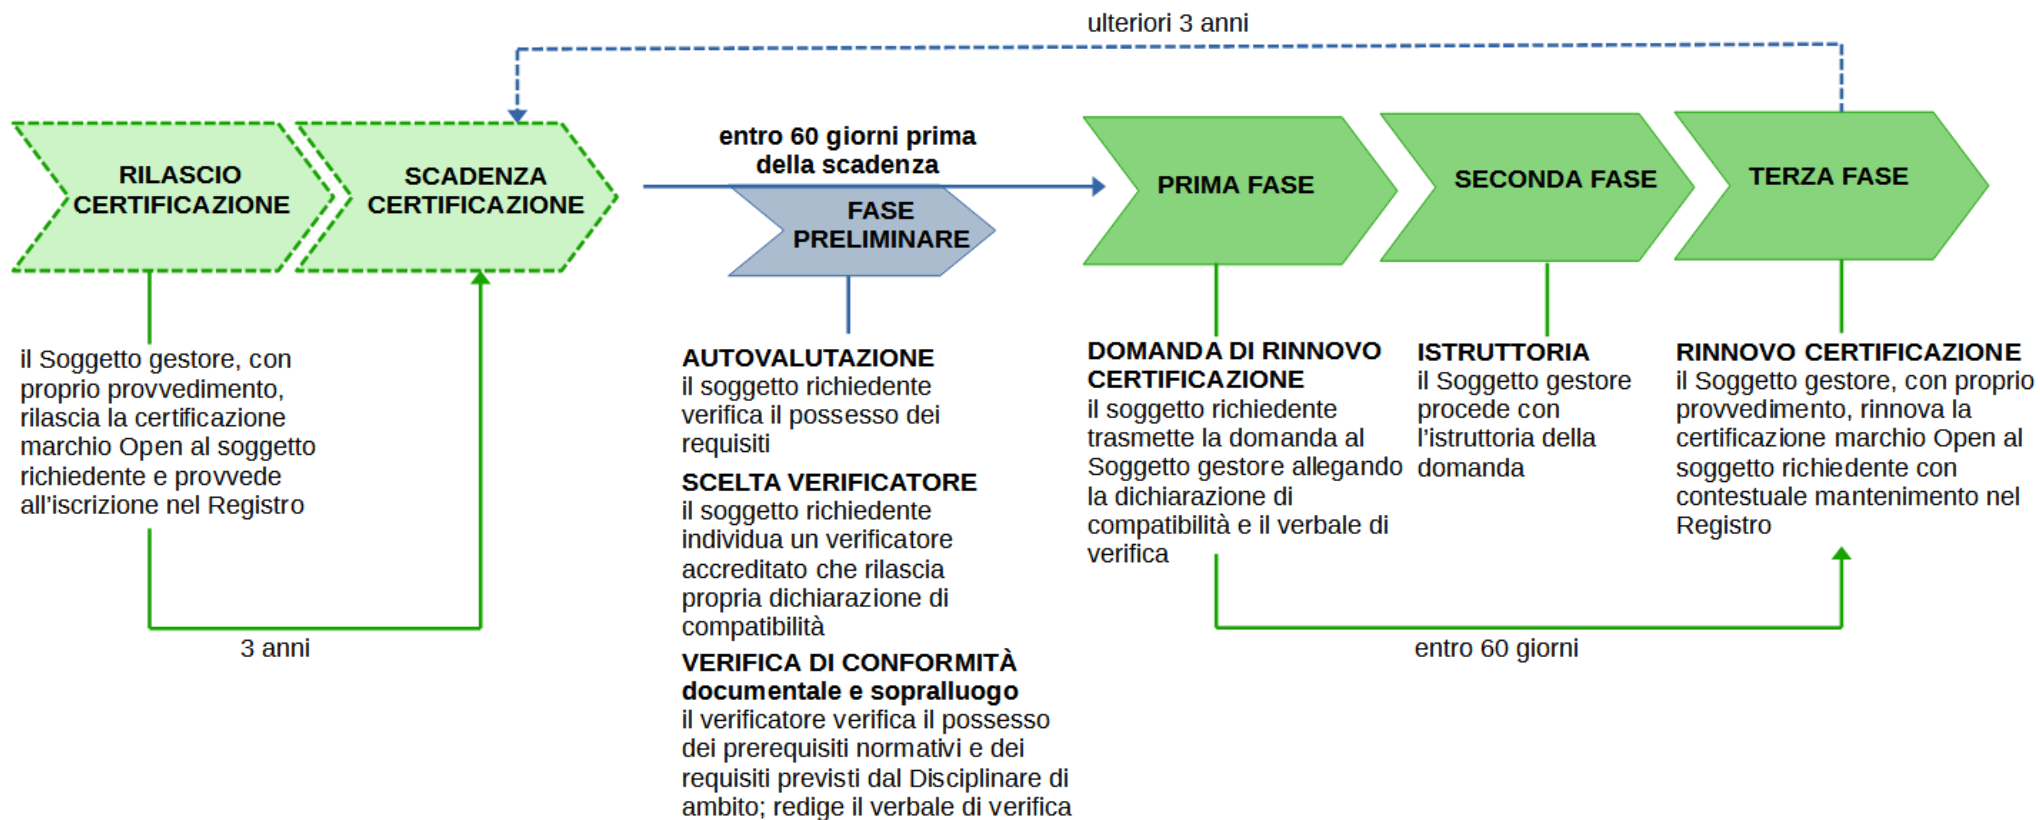 ulteriori 3 anni
RILASCIO
CERTIFICAZIONE
SCADENZA
CERTIFICAZIONE
entro 60 giorni prima
della scadenza
FASE
PRELIMINARE
PRIMA FASE
SECONDA FASE
TERZA FASE
il Soggetto gestore, con
proprio provvedimento,
rilascia la certificazione
marchio Open al soggetto
richiedente e provvede
all'iscrizione nel Registro
3 anni
AUTOVALUTAZIONE
il soggetto richiedente
verifica il possesso dei
requisiti
SCELTA VERIFICATORE
il soggetto richiedente
individua un verificatore
accreditato che rilascia
propria dichiarazione di
compatibilità
VERIFICA DI CONFORMITÀ
documentale e sopralluogo
il verificatore verifica il possesso
dei prerequisiti normativi e dei
requisiti previsti dal Disciplinare di
ambito; redige il verbale di verifica
DOMANDA DI RINNOVO
CERTIFICAZIONE
il soggetto richiedente
trasmette la domanda al
Soggetto gestore allegando
la dichiarazione di
compatibilità e il verbale di
verifica
ISTRUTTORIA
il Soggetto gestore
procede con
l'istruttoria della
domanda
RINNOVO CERTIFICAZIONE
il Soggetto gestore, con proprio
provvedimento, rinnova la
certificazione marchio Open al
soggetto richiedente con
contestuale mantenimento nel
Registro
entro 60 giorni